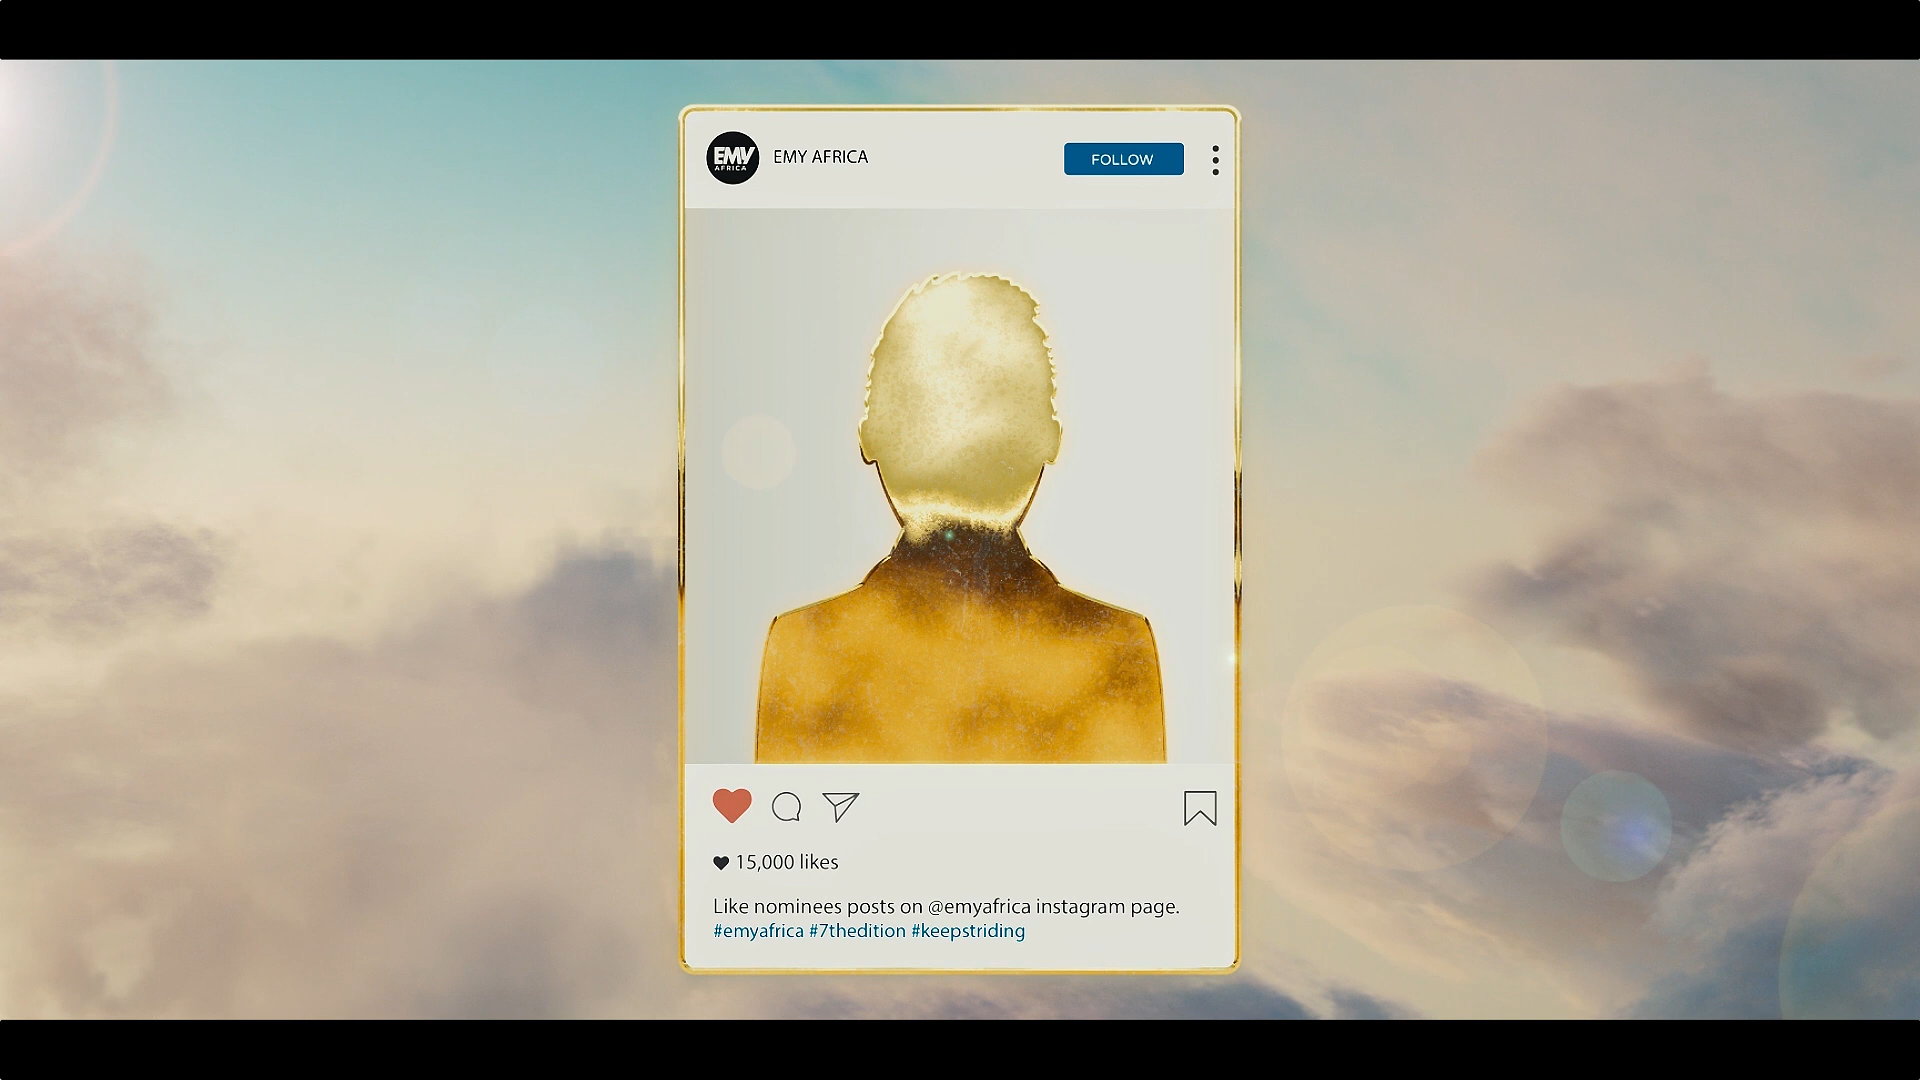 EMY
AFRICA
EMY AFRICA
FOLLOW
15,000 likes
Like nominees posts on @emyafrica instagram page.
#emyafrica #7thedition #keepstriding